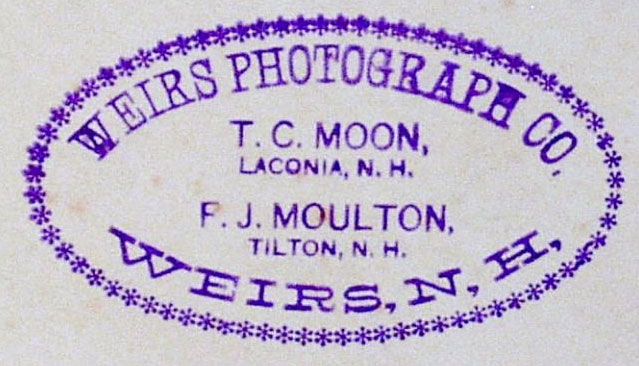 WEIRS PHOTOGRAPH CO.
T. C. MOON,
LACONIA, N. H.
F. J. MOULTON,
TILTON, N. H.
WEIRS, N, H,